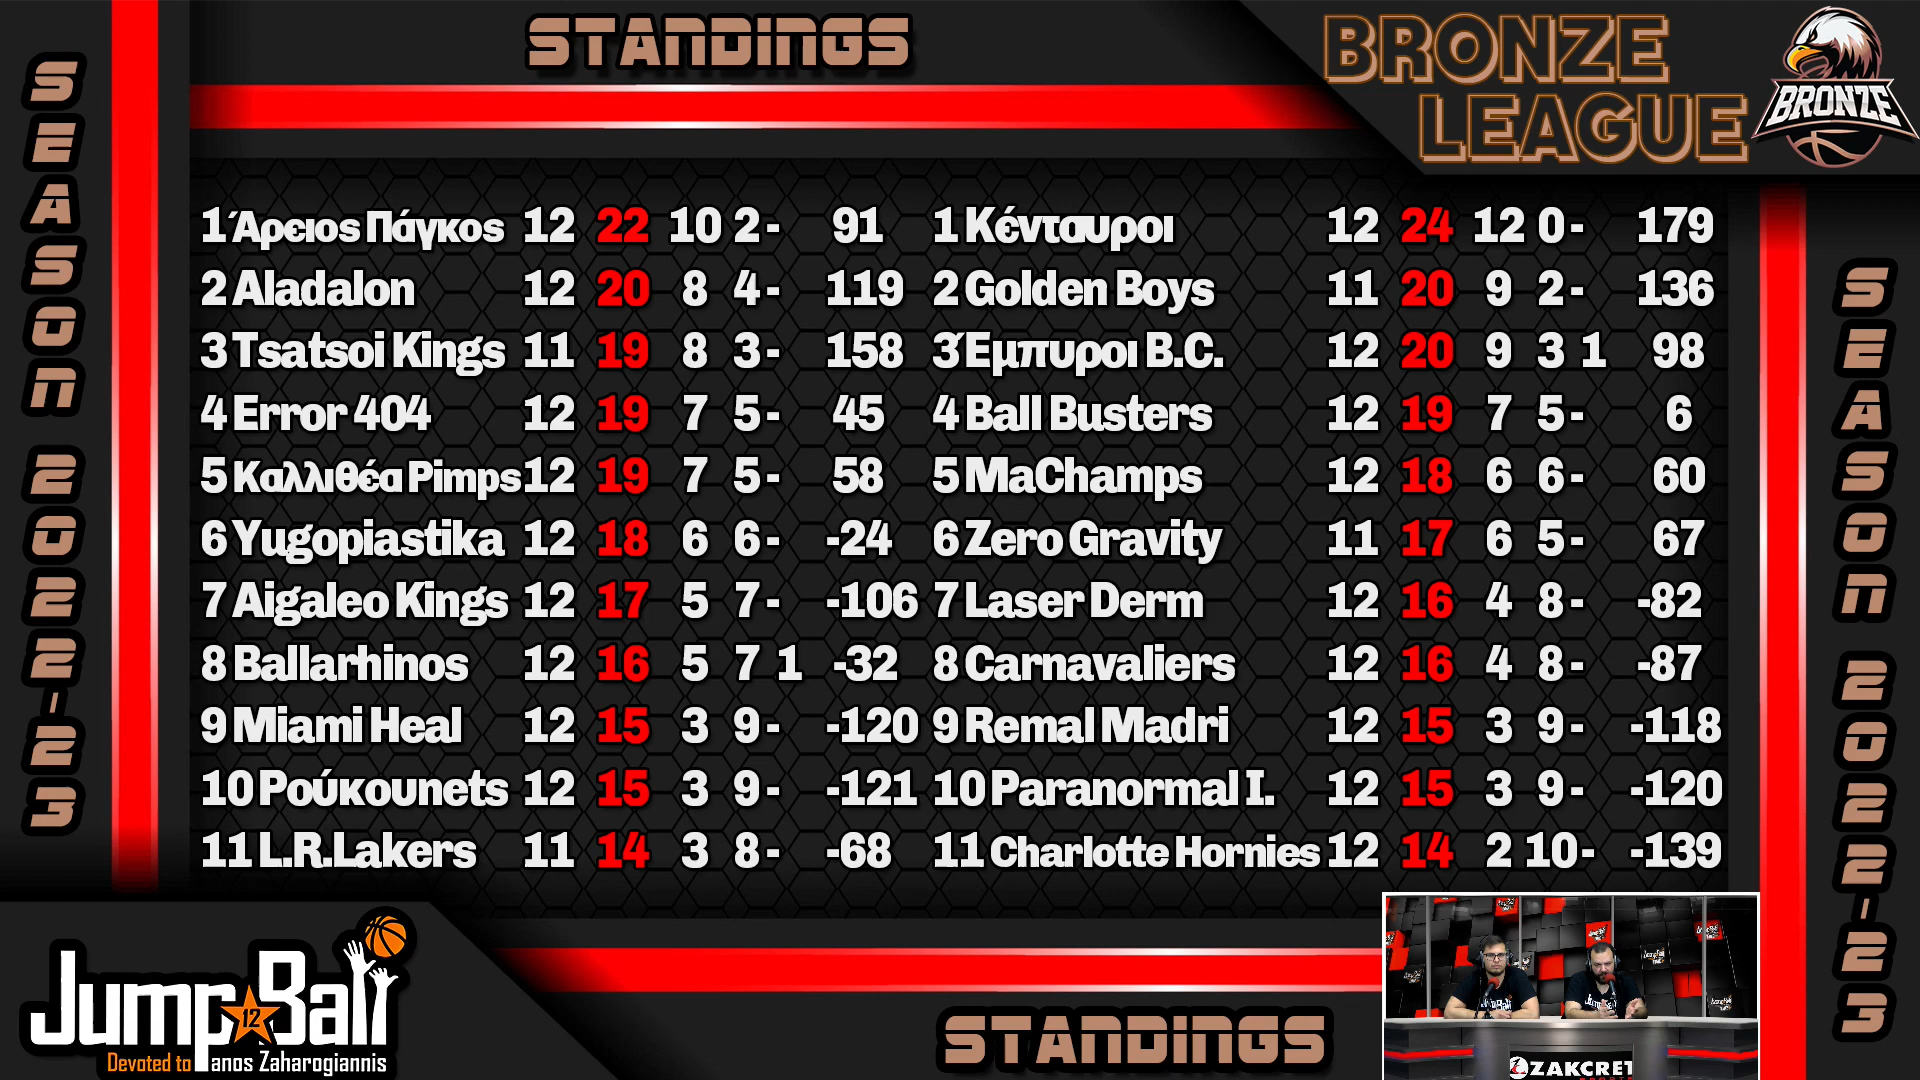 STANDINGS
BRONZE
LEAGUE
BRONZE
SEASON 2022-23
1 Άρειος Πάγκος 12 22 10 2 - 91
2 Aladalon 12 20 8 4 - 119
3 Tsatsoi Kings 11 19 8 3 - 158
4 Error 404 12 19 7 5 - 45
5 Καλλιθέα Pimps 12 19 7 5 - 58
6 Yugopiastika 12 18 6 6 - -24
7 Aigaleo Kings 12 17 5 7 - -106
8 Ballarhinos 12 16 5 7 1 -32
9 Miami Heal 12 15 3 9 - -120
10 Ρούκουnets 12 15 3 9 - -121
11 L.R.Lakers 11 14 3 8 - -68
1 Κένταυροι 12 24 12 0 - 179
2 Golden Boys 11 20 9 2 - 136
3 Έμπυροι B.C. 12 20 9 3 1 98
4 Ball Busters 12 19 7 5 - 6
5 MaChamps 12 18 6 6 - 60
6 Zero Gravity 11 17 6 5 - 67
7 Laser Derm 12 16 4 8 - -82
8 Carnavaliers 12 16 4 8 - -87
9 Remal Madri 12 15 3 9 - -118
10 Paranormal I. 12 15 3 9 - -120
11 Charlotte Hornies 12 14 2 10 - -139
SEASON 2022-23
Jump Ball
12
Devoted to Panos Zaharogiannis
STANDINGS
ZAKCRET